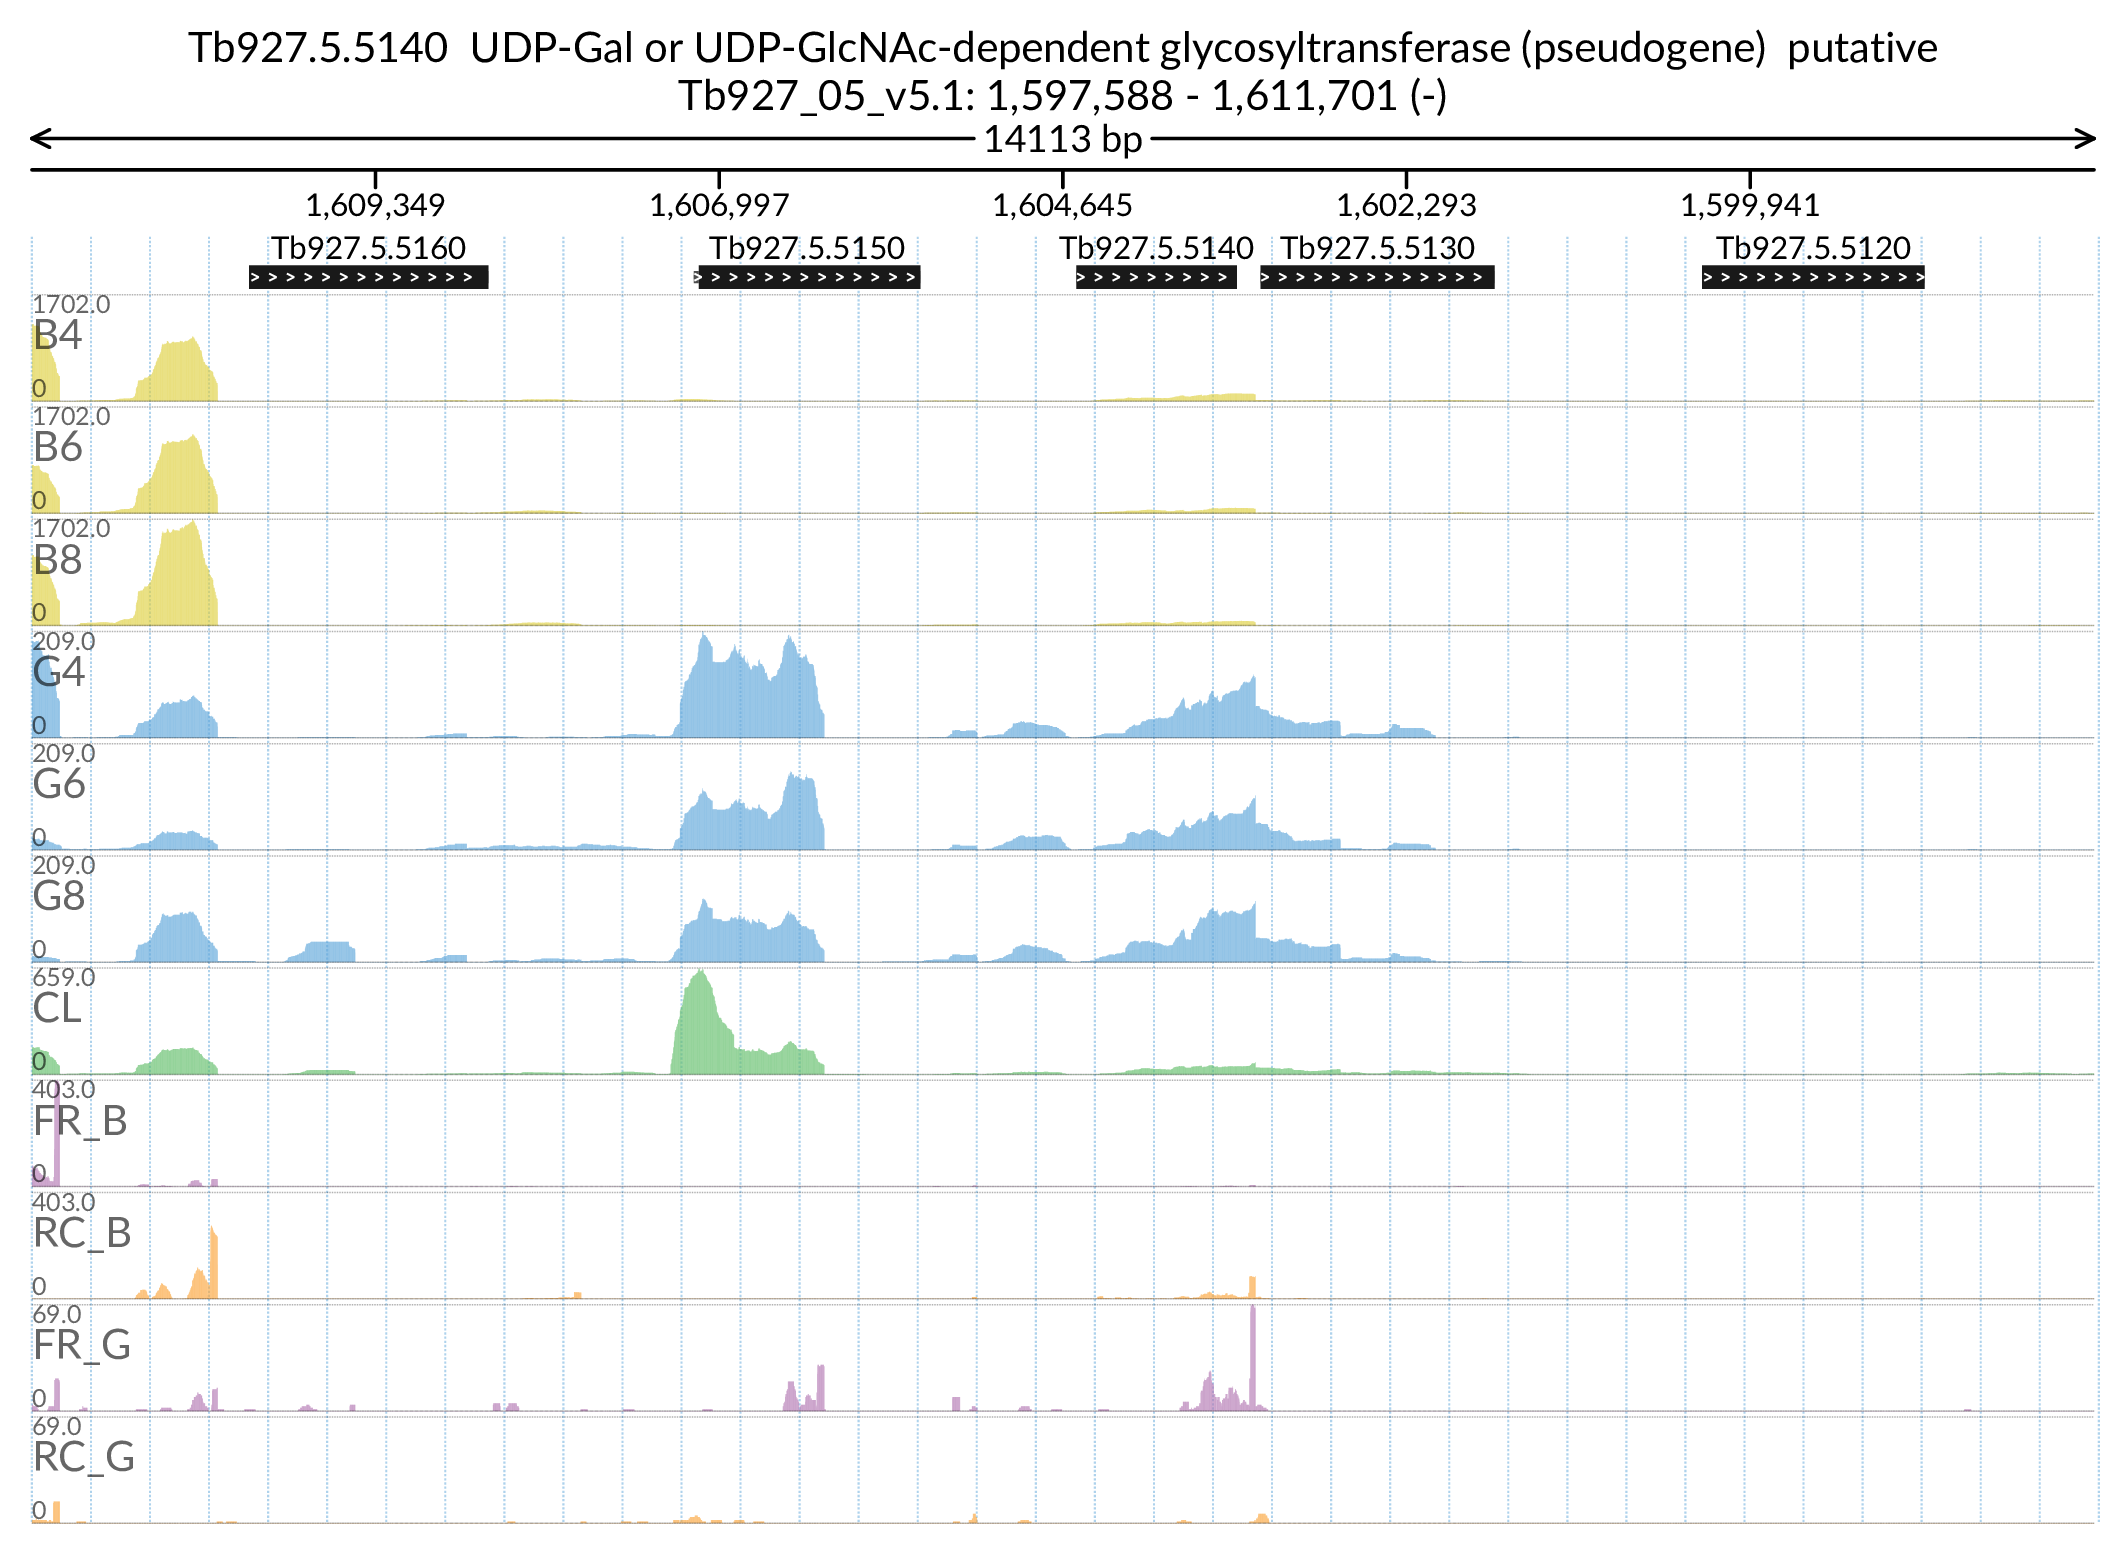 Tb927.5.5140  UDP-Gal or UDP-GlcNAc-dependent glycosyltransferase (pseudogene)  putative
Tb927_05_v5.1: 1,597,588 - 1,611,701 (-)
14113 bp
1,609,349 1,606,997 1,604,645 1,602,293 1,599,941
Tb927.5.5160 Tb927.5.5150 Tb927.5.5140 Tb927.5.5130 Tb927.5.5120
1702.0
B4
0
1702.0
B6
0
1702.0
B8
0
209.0
G4
0
209.0
G6
0
209.0
G8
0
659.0
CL
0
403.0
FR_B
0
403.0
RC_B
0
69.0
FR_G
0
69.0
RC_G
0